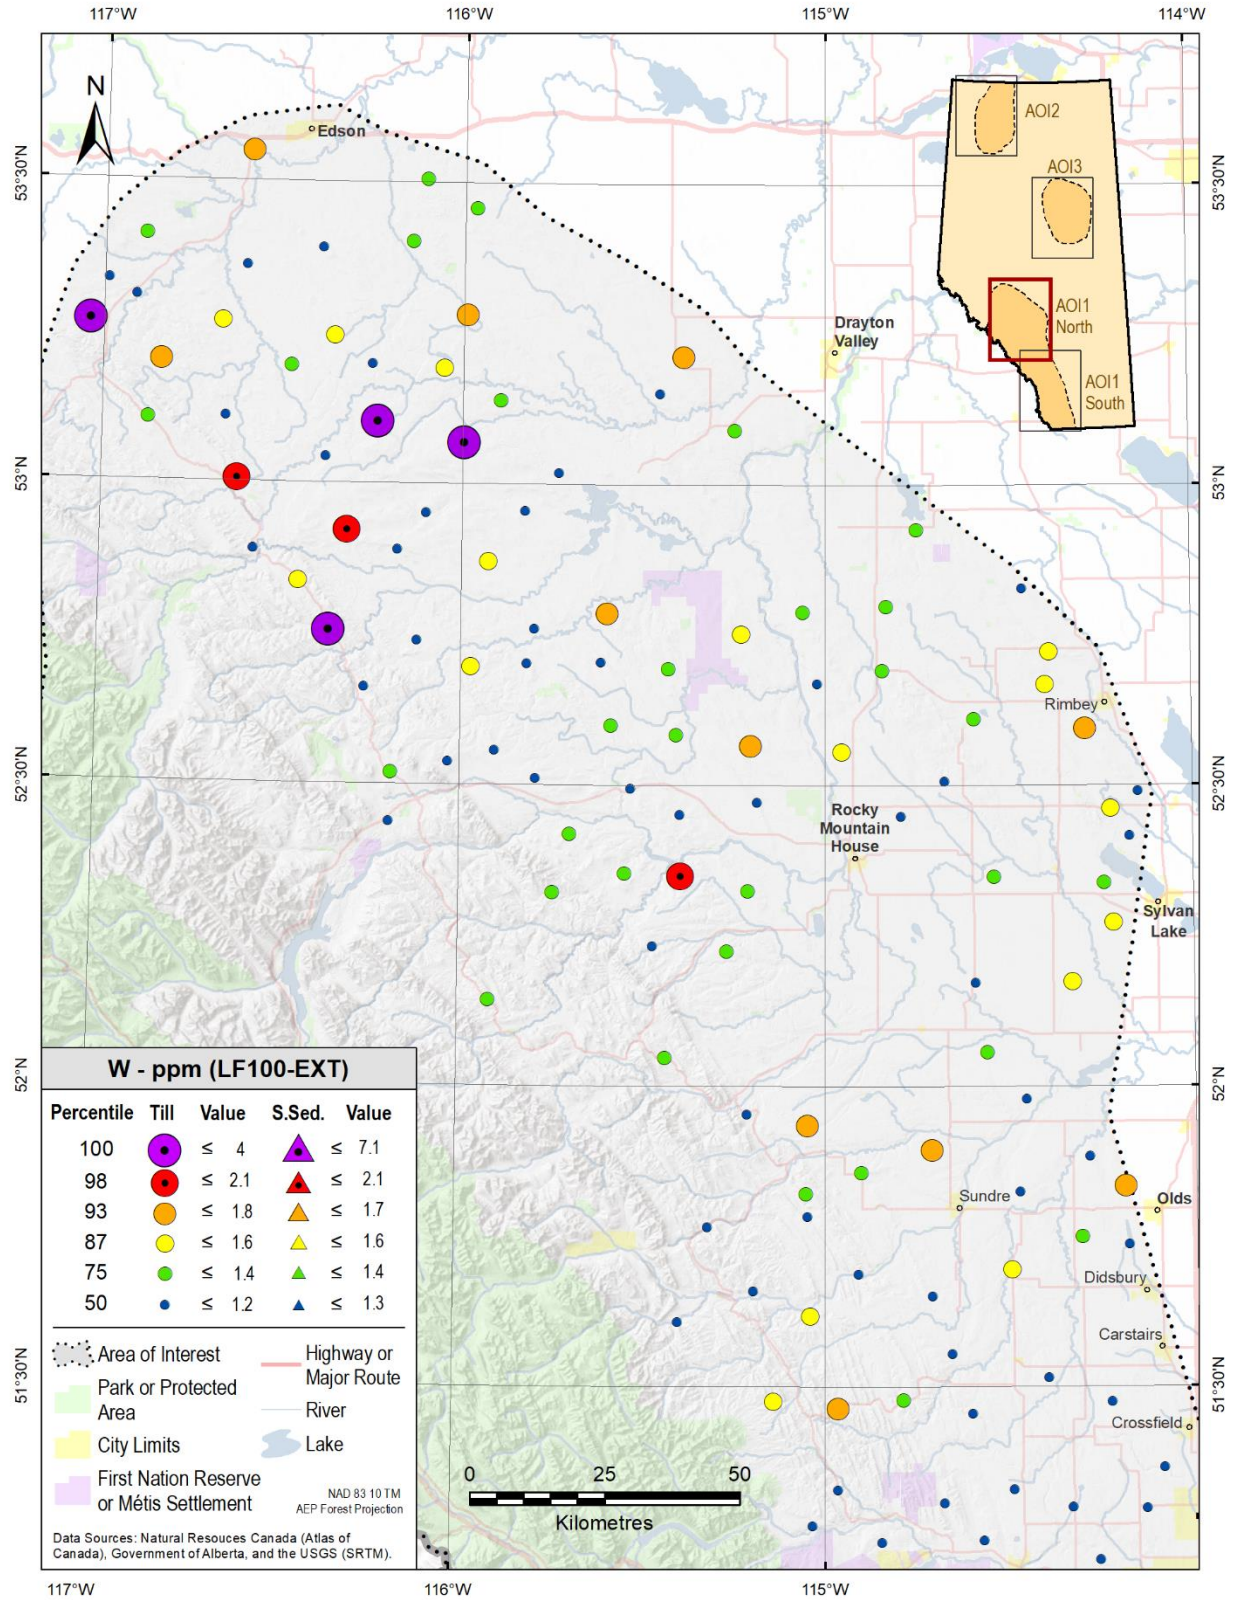 117°W 116°W 115°W 114°W
N
Edson
AOI2
AOI3
AOI1
North
AOI1
South
53°30'N 53°30'N
Drayton
Valley
53°N 53°N
Rimbey
52°30'N 52°30'N
Rocky
Mountain
House
Sylvan
Lake
52°N 52°N
Sundre
Olds
Didsbury
Carstairs
51°30'N 51°30'N
Crossfield
W - ppm (LF100-EXT)
Percentile Till Value S.Sed. Value
100 ≤ 4 ≤ 7.1
98 ≤ 2.1 ≤ 2.1
93 ≤ 1.8 ≤ 1.7
87 ≤ 1.6 ≤ 1.6
75 ≤ 1.4 ≤ 1.4
50 ≤ 1.2 ≤ 1.3
Area of Interest
Park or Protected
Area
City Limits
First Nation Reserve
or Métis Settlement
Highway or
Major Route
River
Lake
NAD 83 10 TM
AEP Forest Projection
Data Sources: Natural Resouces Canada (Atlas of
Canada), Government of Alberta, and the USGS (SRTM).
0 25 50
Kilometres
117°W 116°W 115°W